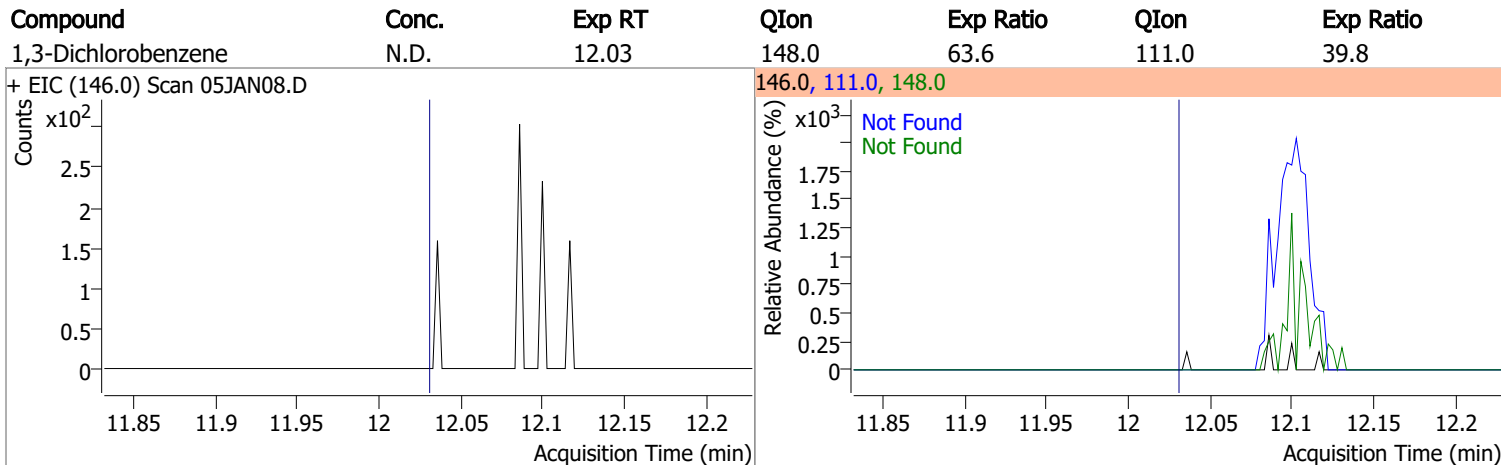 Compound Conc. Exp RT QIon Exp Ratio QIon Exp Ratio
1,3-Dichlorobenzene N.D. 12.03 148.0 63.6 111.0 39.8
+ EIC (146.0) Scan 05JAN08.D
Counts
x10²
2.5
2
1.5
1
0.5
0
11.85 11.9 11.95 12 12.05 12.1 12.15 12.2
Acquisition Time (min)
146.0, 111.0, 148.0
Relative Abundance (%)
x10³
Not Found
Not Found
1.75
1.5
1.25
1
0.75
0.5
0.25
0
11.85 11.9 11.95 12 12.05 12.1 12.15 12.2
Acquisition Time (min)